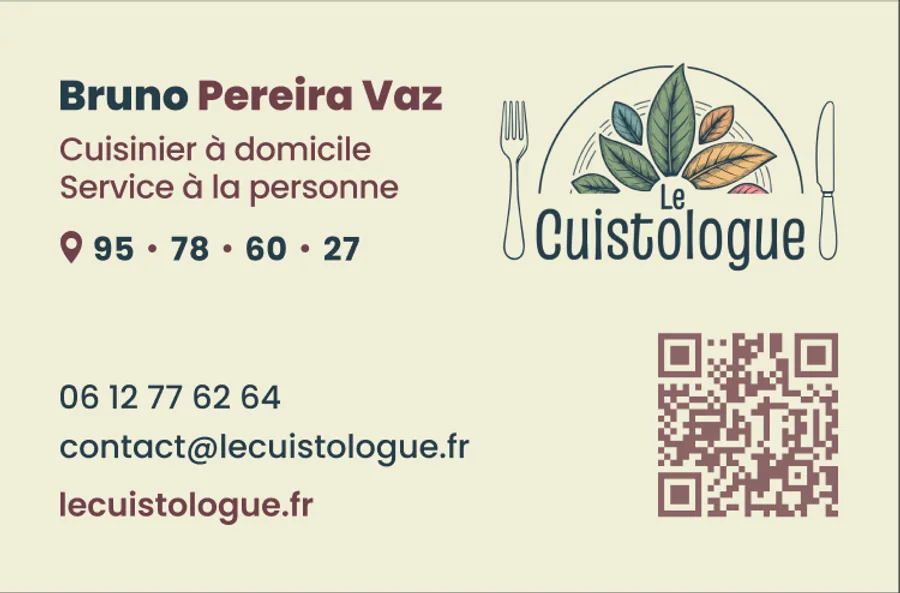 Bruno Pereira Vaz
Cuisinier à domicile
Service à la personne
95 • 78 • 60 • 27
Le
Cuistologue
06 12 77 62 64
contact@lecuistologue.fr
lecuistologue.fr